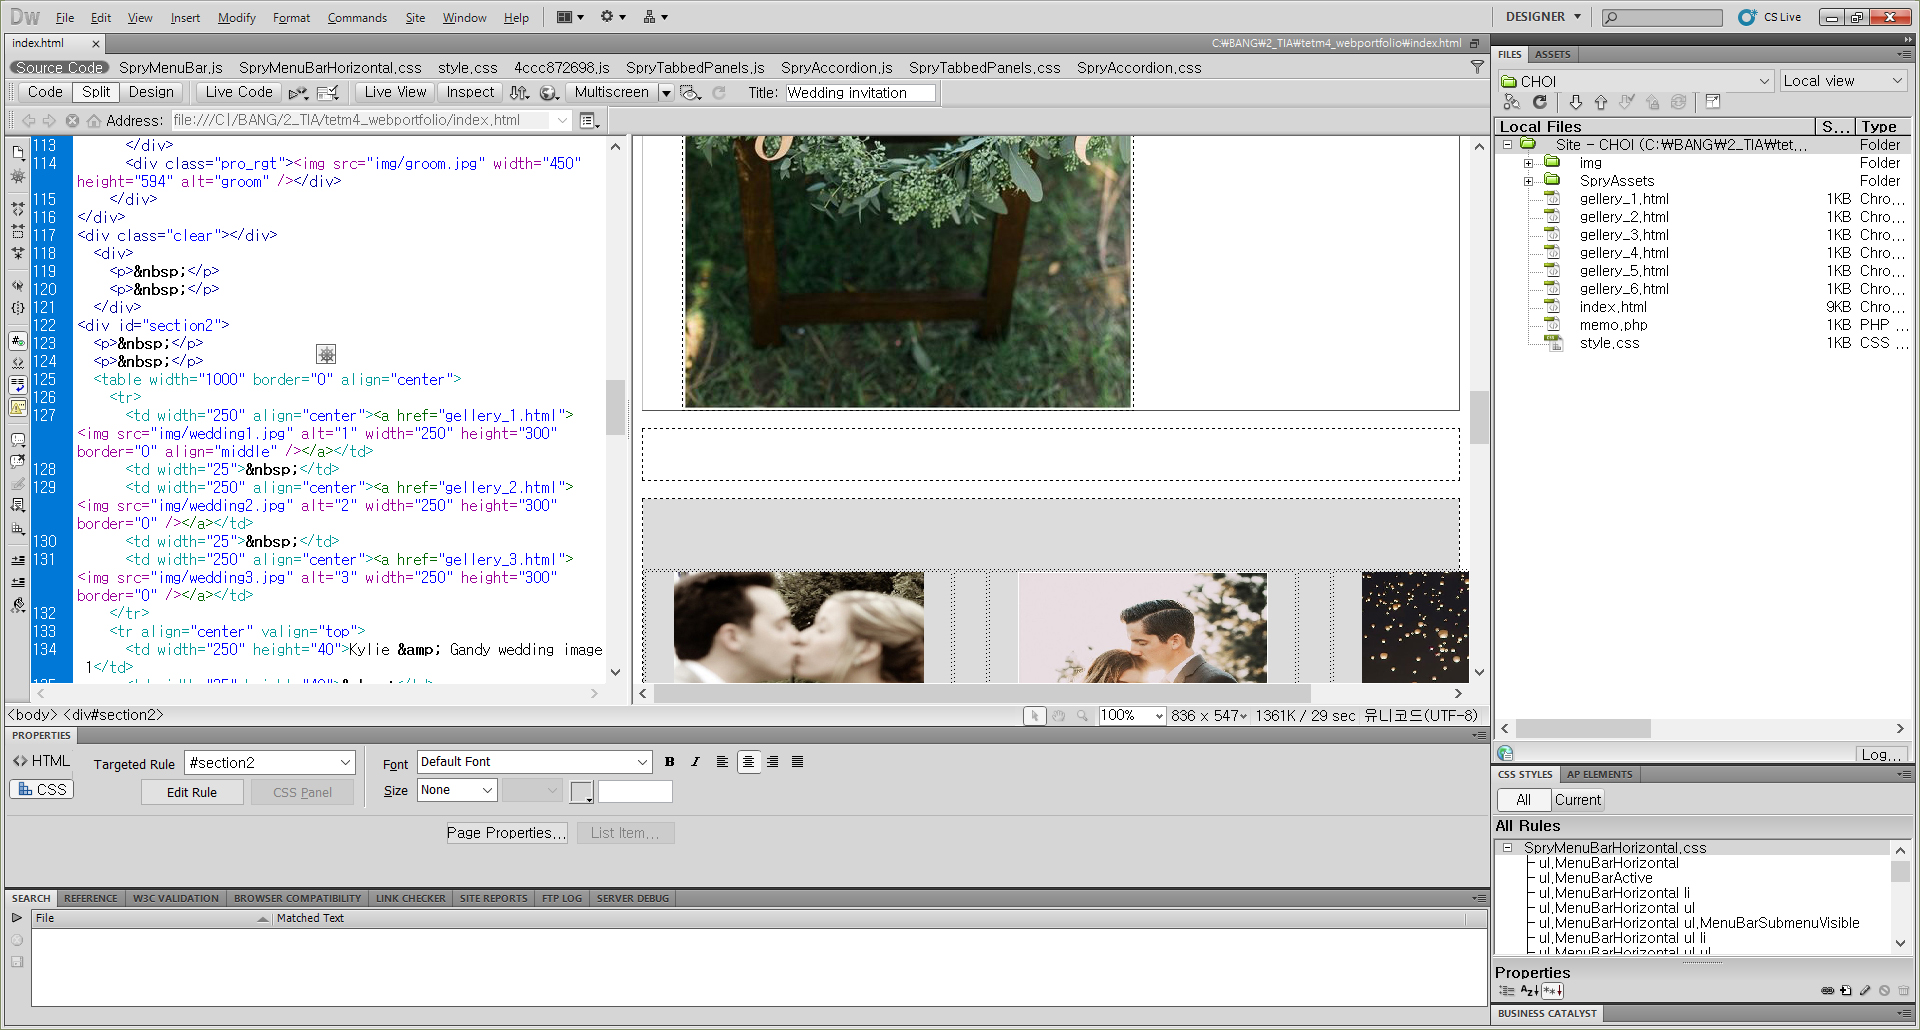 Dw File Edit View Insert Modify Format Commands Site Window Help DESIGNER CS Live
index.html × C:₩BANG₩2_TIA₩tetm4_webportfolio₩index.html
Source Code SpryMenuBar.js SpryMenuBarHorizontal.css style.css 4ccc872698.js SpryTabbedPanels.js SpryAccordion.js SpryTabbedPanels.css SpryAccordion.css
Code Split Design Live Code Live View Inspect Multiscreen Title: Wedding invitation
Address: file:///C|/BANG/2_TIA/tetm4_webportfolio/index.html
113 </div>
114 <div class="pro_rgt"><img src="img/groom.jpg" width="450"
height="594" alt="groom" /></div>
115 </div>
116 </div>
117 <div class="clear"></div>
118 <div>
119 <p>&nbsp;</p>
120 <p>&nbsp;</p>
121 </div>
122 <div id="section2">
123 <p>&nbsp;</p>
124 <p>&nbsp;</p>
125 <table width="1000" border="0" align="center">
126 <tr>
127 <td width="250" align="center"><a href="gellery_1.html">
<img src="img/wedding1.jpg" alt="1" width="250" height="300"
border="0" align="middle" /></a></td>
128 <td width="25">&nbsp;</td>
129 <td width="250" align="center"><a href="gellery_2.html">
<img src="img/wedding2.jpg" alt="2" width="250" height="300"
border="0" /></a></td>
130 <td width="25">&nbsp;</td>
131 <td width="250" align="center"><a href="gellery_3.html">
<img src="img/wedding3.jpg" alt="3" width="250" height="300"
border="0" /></a></td>
132 </tr>
133 <tr align="center" valign="top">
134 <td width="250" height="40">Kylie &amp; Gandy wedding image
1</td>
<body> <div#section2>
100% 836 x 547 1361K / 29 sec 유니코드(UTF-8)
PROPERTIES
<> HTML
CSS
Targeted Rule #section2
Edit Rule CSS Panel
Font Default Font B I
Size None
Page Properties... List Item...
SEARCH REFERENCE W3C VALIDATION BROWSER COMPATIBILITY LINK CHECKER SITE REPORTS FTP LOG SERVER DEBUG
File Matched Text
FILES ASSETS
CHOI Local view
Local Files S... Type
Site - CHOI (C:₩BANG₩2_TIA₩tet... Folder
img Folder
SpryAssets Folder
gellery_1.html 1KB Chro...
gellery_2.html 1KB Chro...
gellery_3.html 1KB Chro...
gellery_4.html 1KB Chro...
gellery_5.html 1KB Chro...
gellery_6.html 1KB Chro...
index.html 9KB Chro...
memo.php 1KB PHP ...
style.css 1KB CSS ...
Log...
CSS STYLES AP ELEMENTS
All Current
All Rules
SpryMenuBarHorizontal.css
ul.MenuBarHorizontal
ul.MenuBarActive
ul.MenuBarHorizontal li
ul.MenuBarHorizontal ul
ul.MenuBarHorizontal ul.MenuBarSubmenuVisible
ul.MenuBarHorizontal ul li
ul.MenuBarHorizontal ul ul
Properties
BUSINESS CATALYST